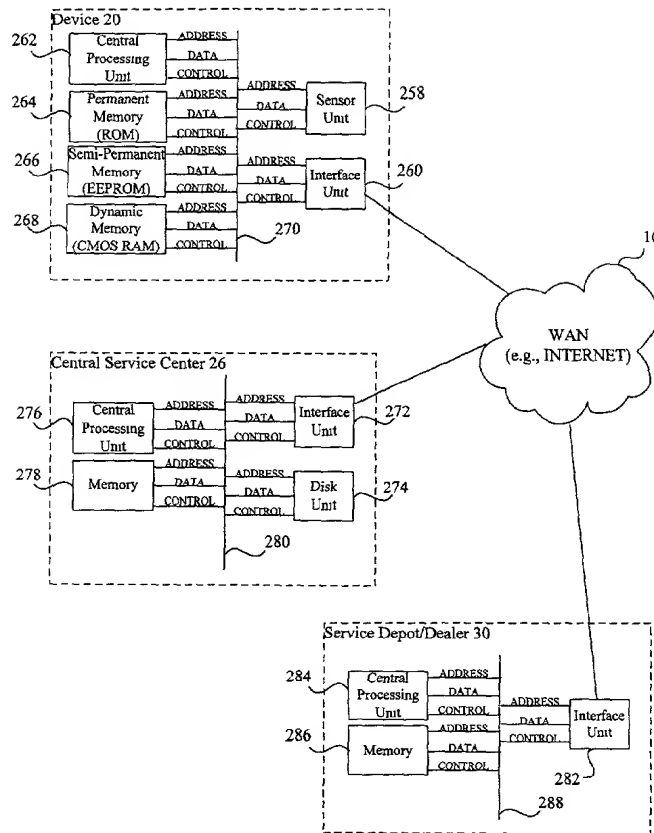 Device 20
262
Central
Processing
Unit
ADDRESS
DATA
CONTROL
264
Permanent
Memory
(ROM)
ADDRESS
DATA
CONTROL
266
Semi-Permanent
Memory
(EEPROM)
ADDRESS
DATA
CONTROL
268
Dynamic
Memory
(CMOS RAM)
ADDRESS
DATA
CONTROL
270
ADDRESS
DATA
CONTROL
Sensor
Unit
258
ADDRESS
DATA
CONTROL
Interface
Unit
260
WAN
(e.g., INTERNET)
Central Service Center 26
276
Central
Processing
Unit
ADDRESS
DATA
CONTROL
278
Memory
ADDRESS
DATA
CONTROL
280
ADDRESS
DATA
CONTROL
Interface
Unit
272
ADDRESS
DATA
CONTROL
Disk
Unit
274
Service Depot/Dealer 30
284
Central
Processing
Unit
ADDRESS
DATA
CONTROL
286
Memory
ADDRESS
DATA
CONTROL
288
ADDRESS
DATA
CONTROL
Interface
Unit
282